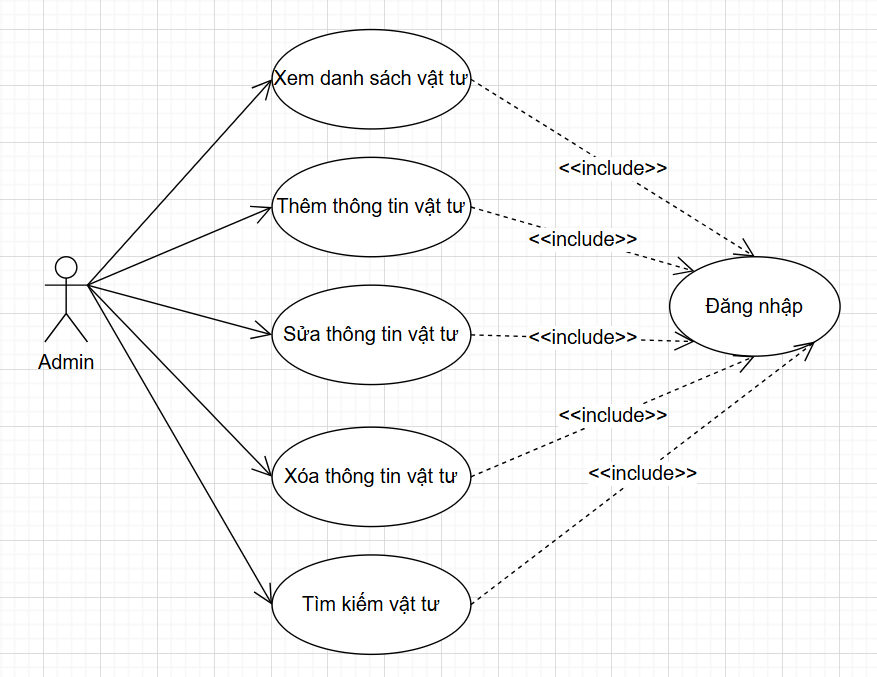 Xem danh sách vật tư
<<include>>
Thêm thông tin vật tư
<<include>>
Đăng nhập
Sửa thông tin vật tư
<<include>>
Admin
<<include>>
Xóa thông tin vật tư
<<include>>
Tìm kiếm vật tư